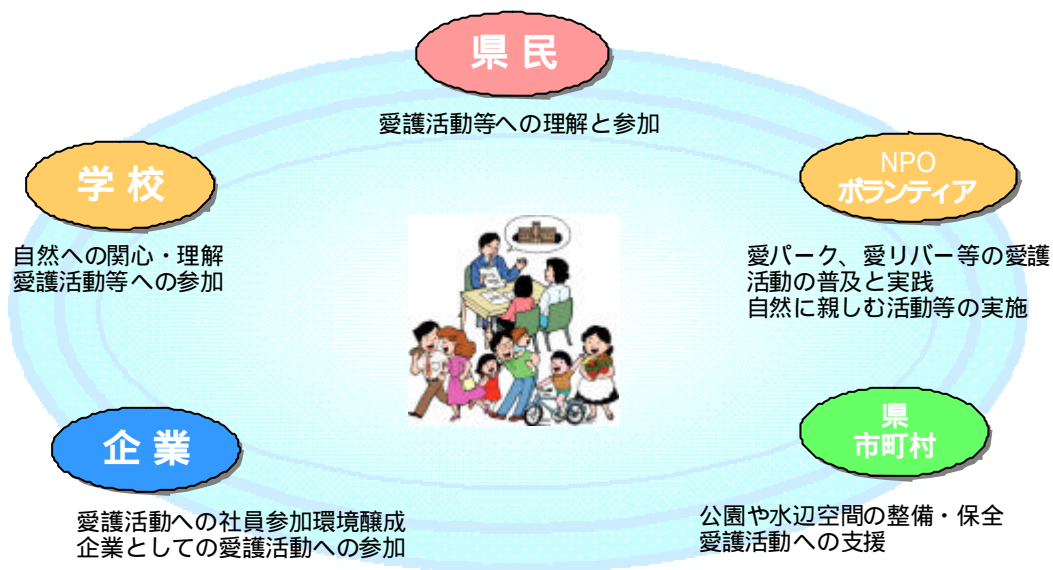 県 民
愛護活動等への理解と参加
学 校
自然への関心・理解
愛護活動等への参加
NPO
ボランティア
愛パーク、愛リバー等の愛護
活動の普及と実践
自然に親しむ活動等の実施
企 業
愛護活動への社員参加環境醸成
企業としての愛護活動への参加
県
市町村
公園や水辺空間の整備・保全
愛護活動への支援